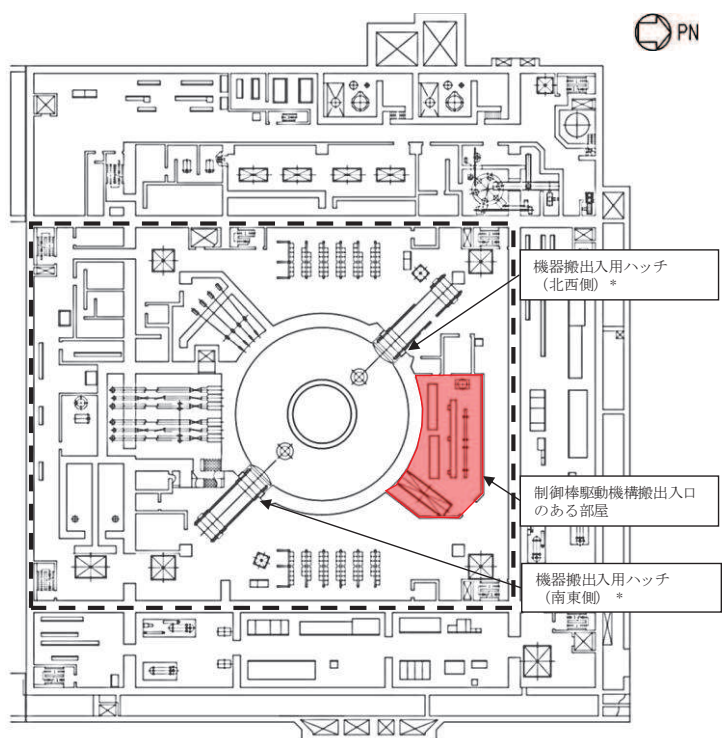 PN
機器搬出入用ハッチ
（北西側）*
制御棒駆動機構搬出入口
のある部屋
機器搬出入用ハッチ
（南東側） *